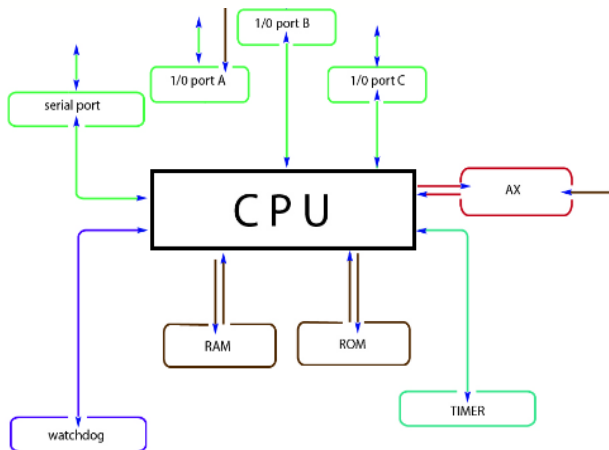 1/0 port B
1/0 port A
1/0 port C
serial port
AX
CPU
RAM
ROM
TIMER
watchdog